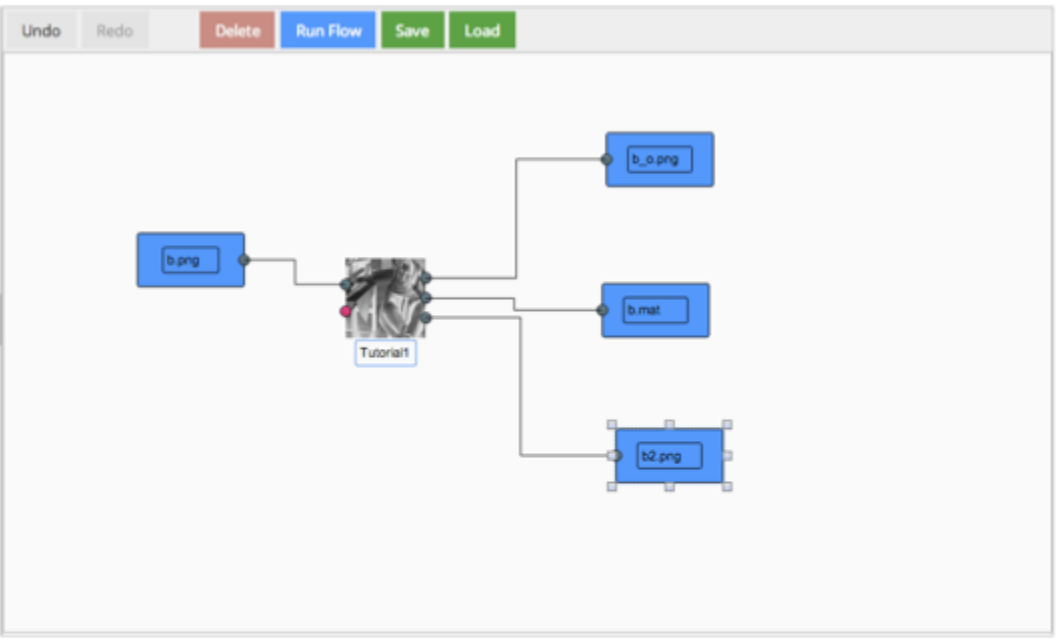 Undo
Redo
Delete
Run Flow
Save
Load
b_o.png
b.png
b.mat
Tutorial1
b2.png